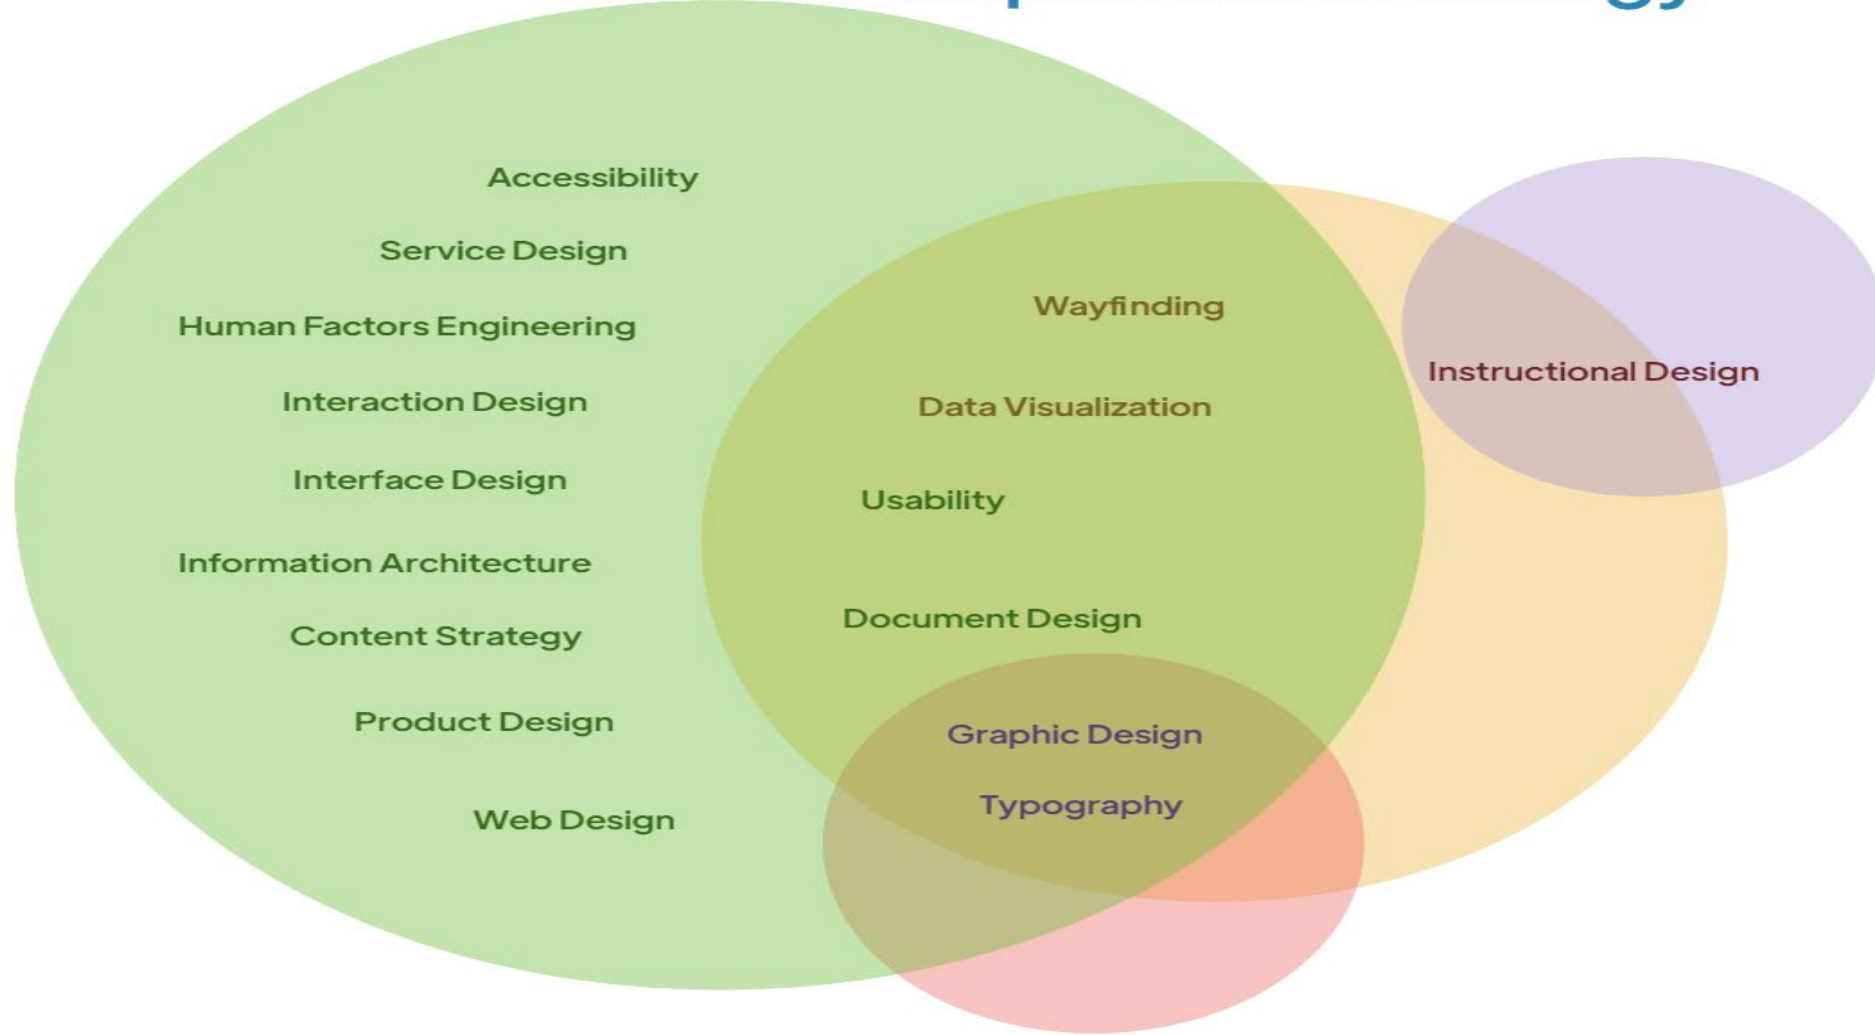 Accessibility
Service Design
Human Factors Engineering
Interaction Design
Interface Design
Information Architecture
Content Strategy
Product Design
Web Design
Wayfinding
Data Visualization
Usability
Document Design
Graphic Design
Typography
Instructional Design